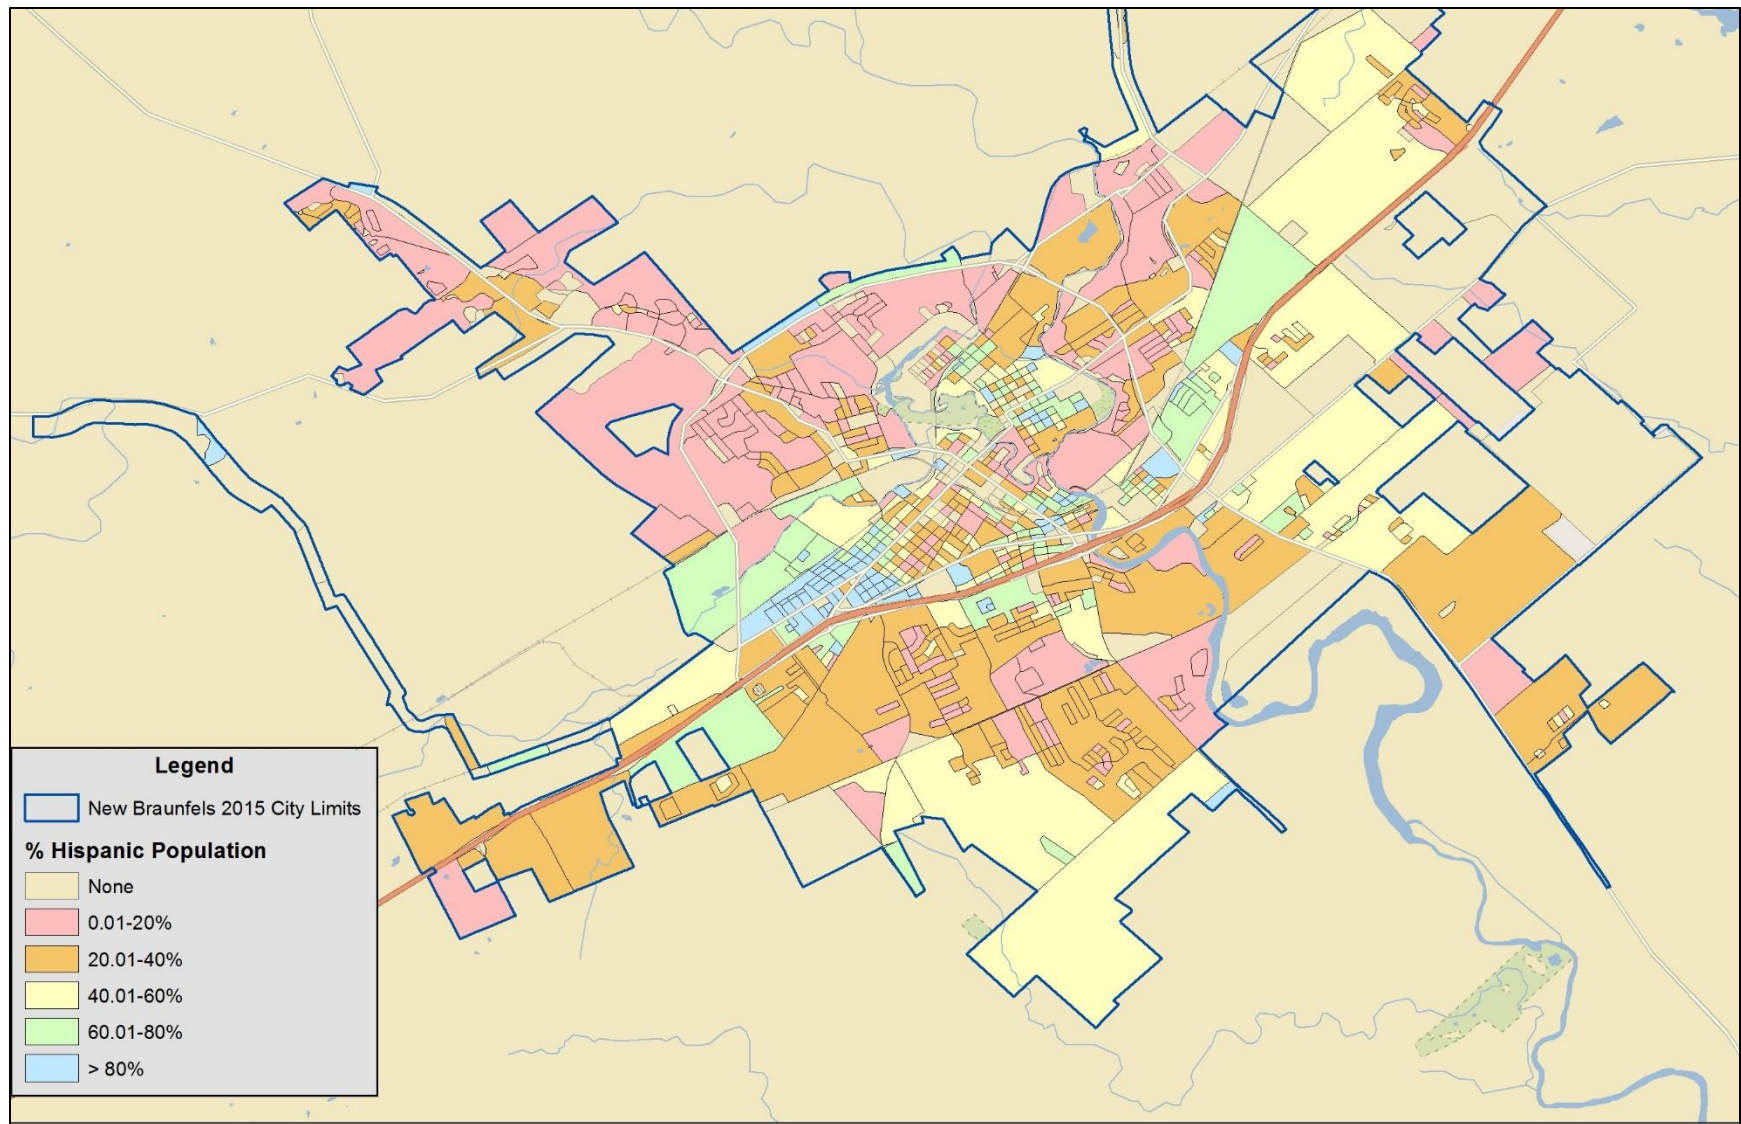 Legend
New Braunfels 2015 City Limits
% Hispanic Population
None
0.01-20%
20.01-40%
40.01-60%
60.01-80%
> 80%